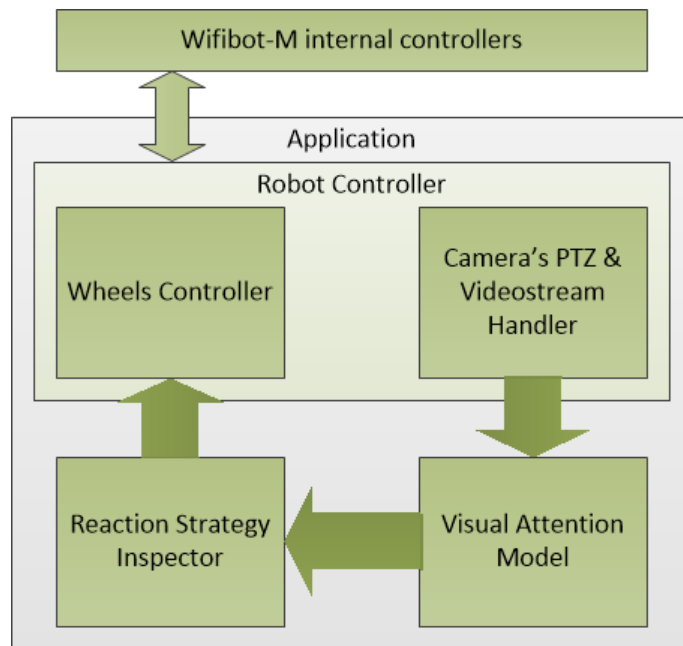 Wifibot-M internal controllers
Application
Robot Controller
Wheels Controller
Camera's PTZ &
Videostream
Handler
Reaction Strategy
Inspector
Visual Attention
Model